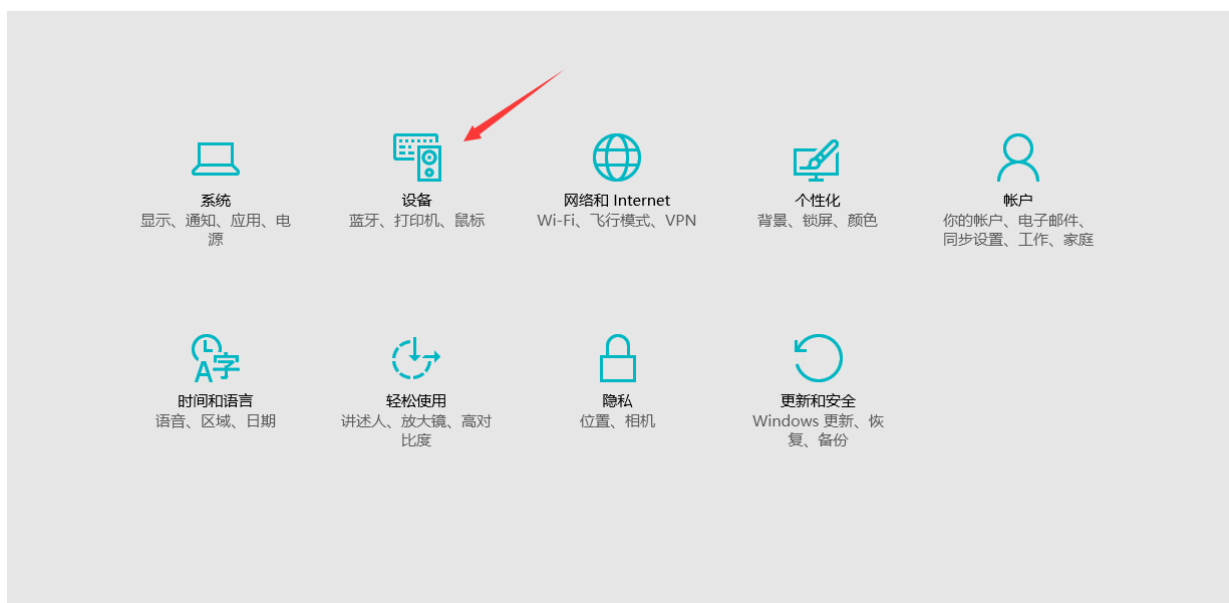 系统
显示、通知、应用、电
源
设备
蓝牙、打印机、鼠标
网络和 Internet
Wi-Fi、飞行模式、VPN
个性化
背景、锁屏、颜色
帐户
你的帐户、电子邮件、
同步设置、工作、家庭
时间和语言
语音、区域、日期
轻松使用
讲述人、放大镜、高对
比度
隐私
位置、相机
更新和安全
Windows 更新、恢
复、备份